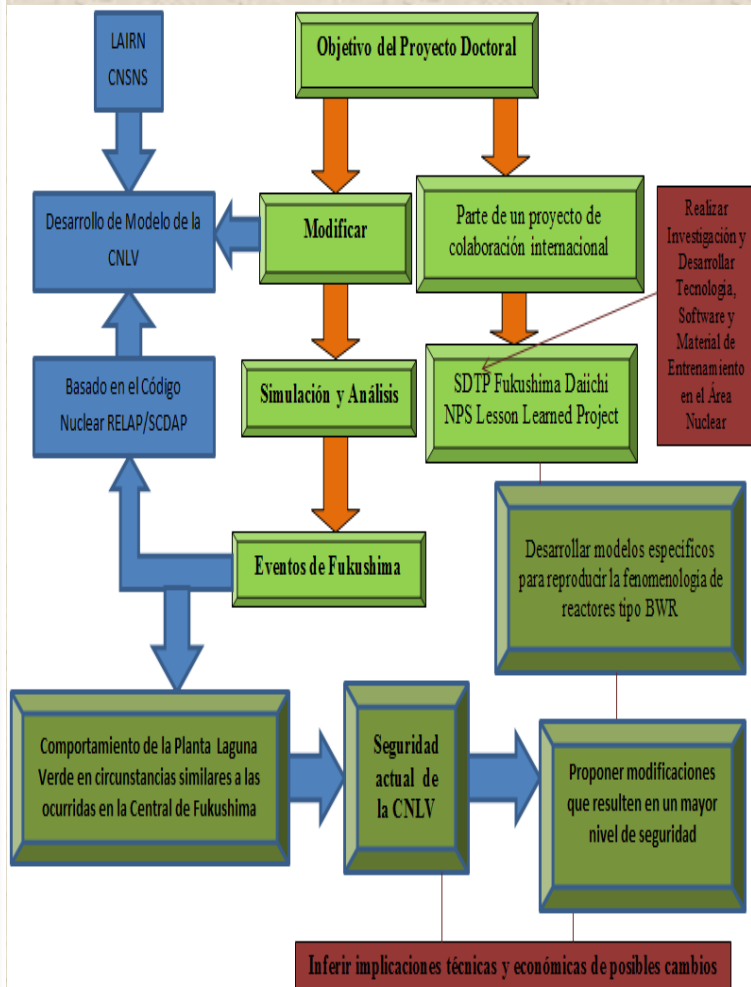 LAIRN
CNSNS
Objetivo del Proyecto Doctoral
Desarrollo de Modelo de la
CNLV
Modificar
Parte de un proyecto de
colaboración internacional
Realizar
Investigación y
Desarrollar
Tecnología,
Software y
Material de
Entrenamiento
en el Área
Nuclear
Basado en el Código
Nuclear RELAP/SCDAP
Simulación y Análisis
SDTP Fukushima Daiichi
NPS Lesson Learned Project
Eventos de Fukushima
Desarrollar modelos específicos
para reproducir la fenomenología de
reactores tipo BWR
Comportamiento de la Planta Laguna
Verde en circunstancias similares a las
ocurridas en la Central de Fukushima
Seguridad
actual de
la CNLV
Proponer modificaciones
que resulten en un mayor
nivel de seguridad
Inferir implicaciones técnicas y económicas de posibles cambios